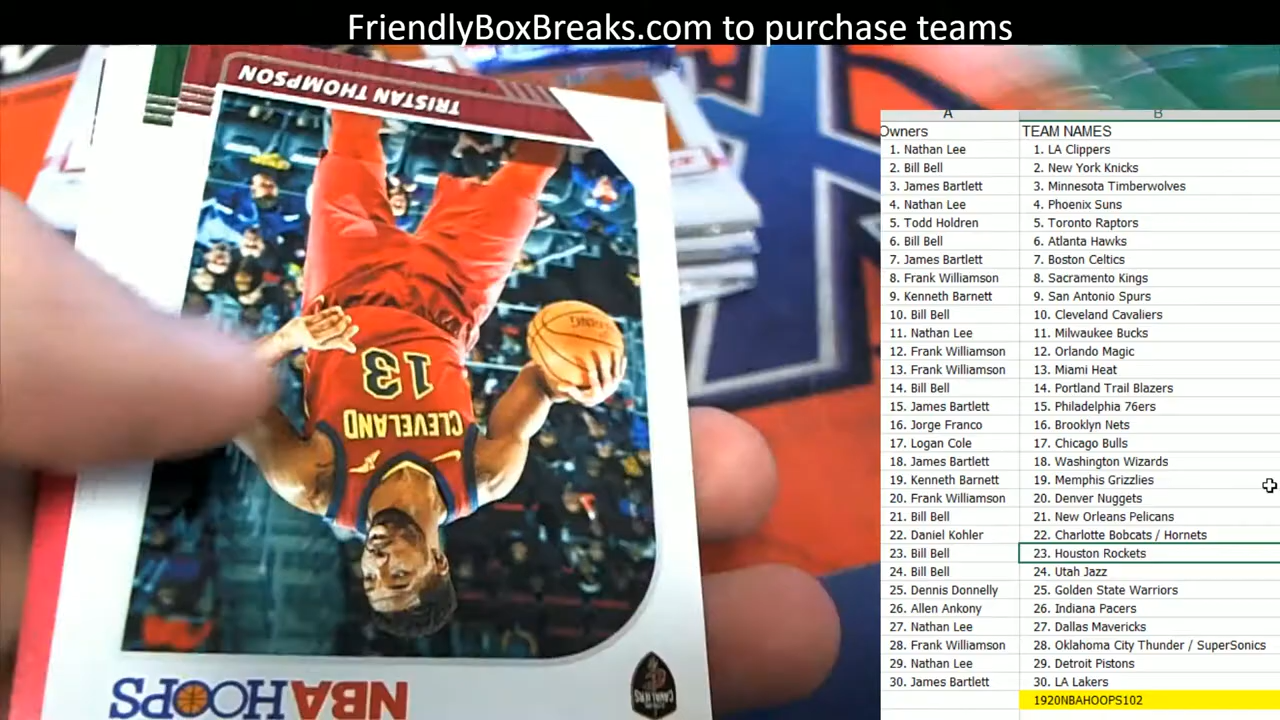 FriendlyBoxBreaks.com to purchase teams
TRISTAN THOMPSON
13
CLEVELAND
NBA HOOPS
CAVALIERS
A B
Owners TEAM NAMES
1. Nathan Lee 1. LA Clippers
2. Bill Bell 2. New York Knicks
3. James Bartlett 3. Minnesota Timberwolves
4. Nathan Lee 4. Phoenix Suns
5. Todd Holdren 5. Toronto Raptors
6. Bill Bell 6. Atlanta Hawks
7. James Bartlett 7. Boston Celtics
8. Frank Williamson 8. Sacramento Kings
9. Kenneth Barnett 9. San Antonio Spurs
10. Bill Bell 10. Cleveland Cavaliers
11. Nathan Lee 11. Milwaukee Bucks
12. Frank Williamson 12. Orlando Magic
13. Frank Williamson 13. Miami Heat
14. Bill Bell 14. Portland Trail Blazers
15. James Bartlett 15. Philadelphia 76ers
16. Jorge Franco 16. Brooklyn Nets
17. Logan Cole 17. Chicago Bulls
18. James Bartlett 18. Washington Wizards
19. Kenneth Barnett 19. Memphis Grizzlies
20. Frank Williamson 20. Denver Nuggets
21. Bill Bell 21. New Orleans Pelicans
22. Daniel Kohler 22. Charlotte Bobcats / Hornets
23. Bill Bell 23. Houston Rockets
24. Bill Bell 24. Utah Jazz
25. Dennis Donnelly 25. Golden State Warriors
26. Allen Ankony 26. Indiana Pacers
27. Nathan Lee 27. Dallas Mavericks
28. Frank Williamson 28. Oklahoma City Thunder / SuperSonics
29. Nathan Lee 29. Detroit Pistons
30. James Bartlett 30. LA Lakers
1920NBAHOOPS102